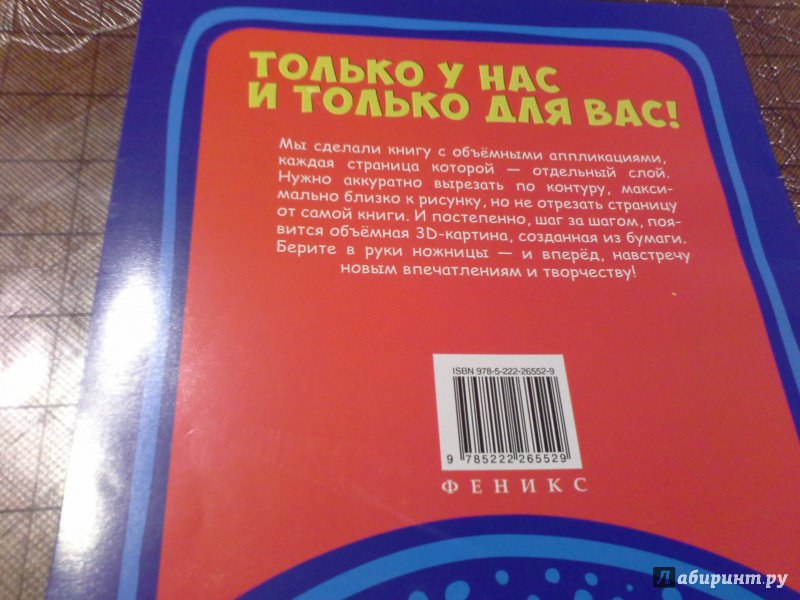 ТОЛЬКО У НАС
И ТОЛЬКО ДЛЯ ВАС!
Мы сделали книгу с объёмными аппликациями,
каждая страница которой — отдельный слой.
Нужно аккуратно вырезать по контуру, макси-
мально близко к рисунку, но не отрезать страницу
от самой книги. И постепенно, шаг за шагом, поя-
вится объёмная 3D-картина, созданная из бумаги.
Берите в руки ножницы — и вперёд, навстречу
новым впечатлениям и творчеству!
ISBN 978-5-222-26552-9
9 785222 265529
ФЕНИКС
Лабиринт.ру